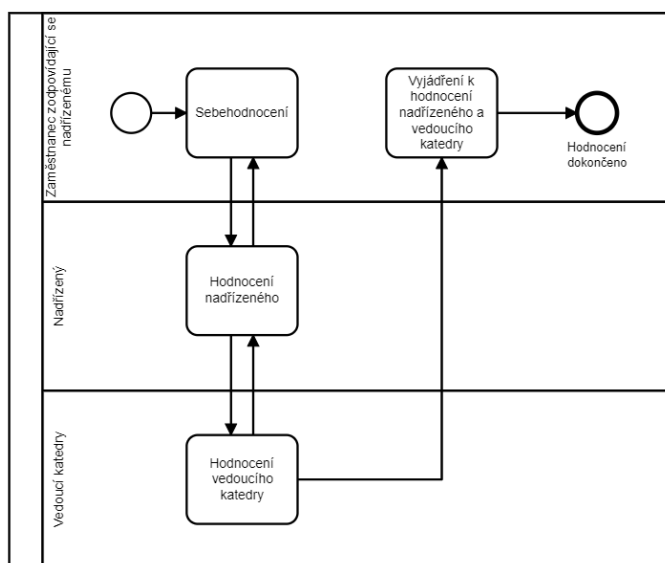 Zaměstnanec zodpovídající se
nadřízenému
Sebehodnocení
Vyjádření k
hodnocení
nadřízeného a
vedoucího
katedry
Hodnocení
dokončeno
Nadřízený
Hodnocení
nadřízeného
Vedoucí katedry
Hodnocení
vedoucího
katedry